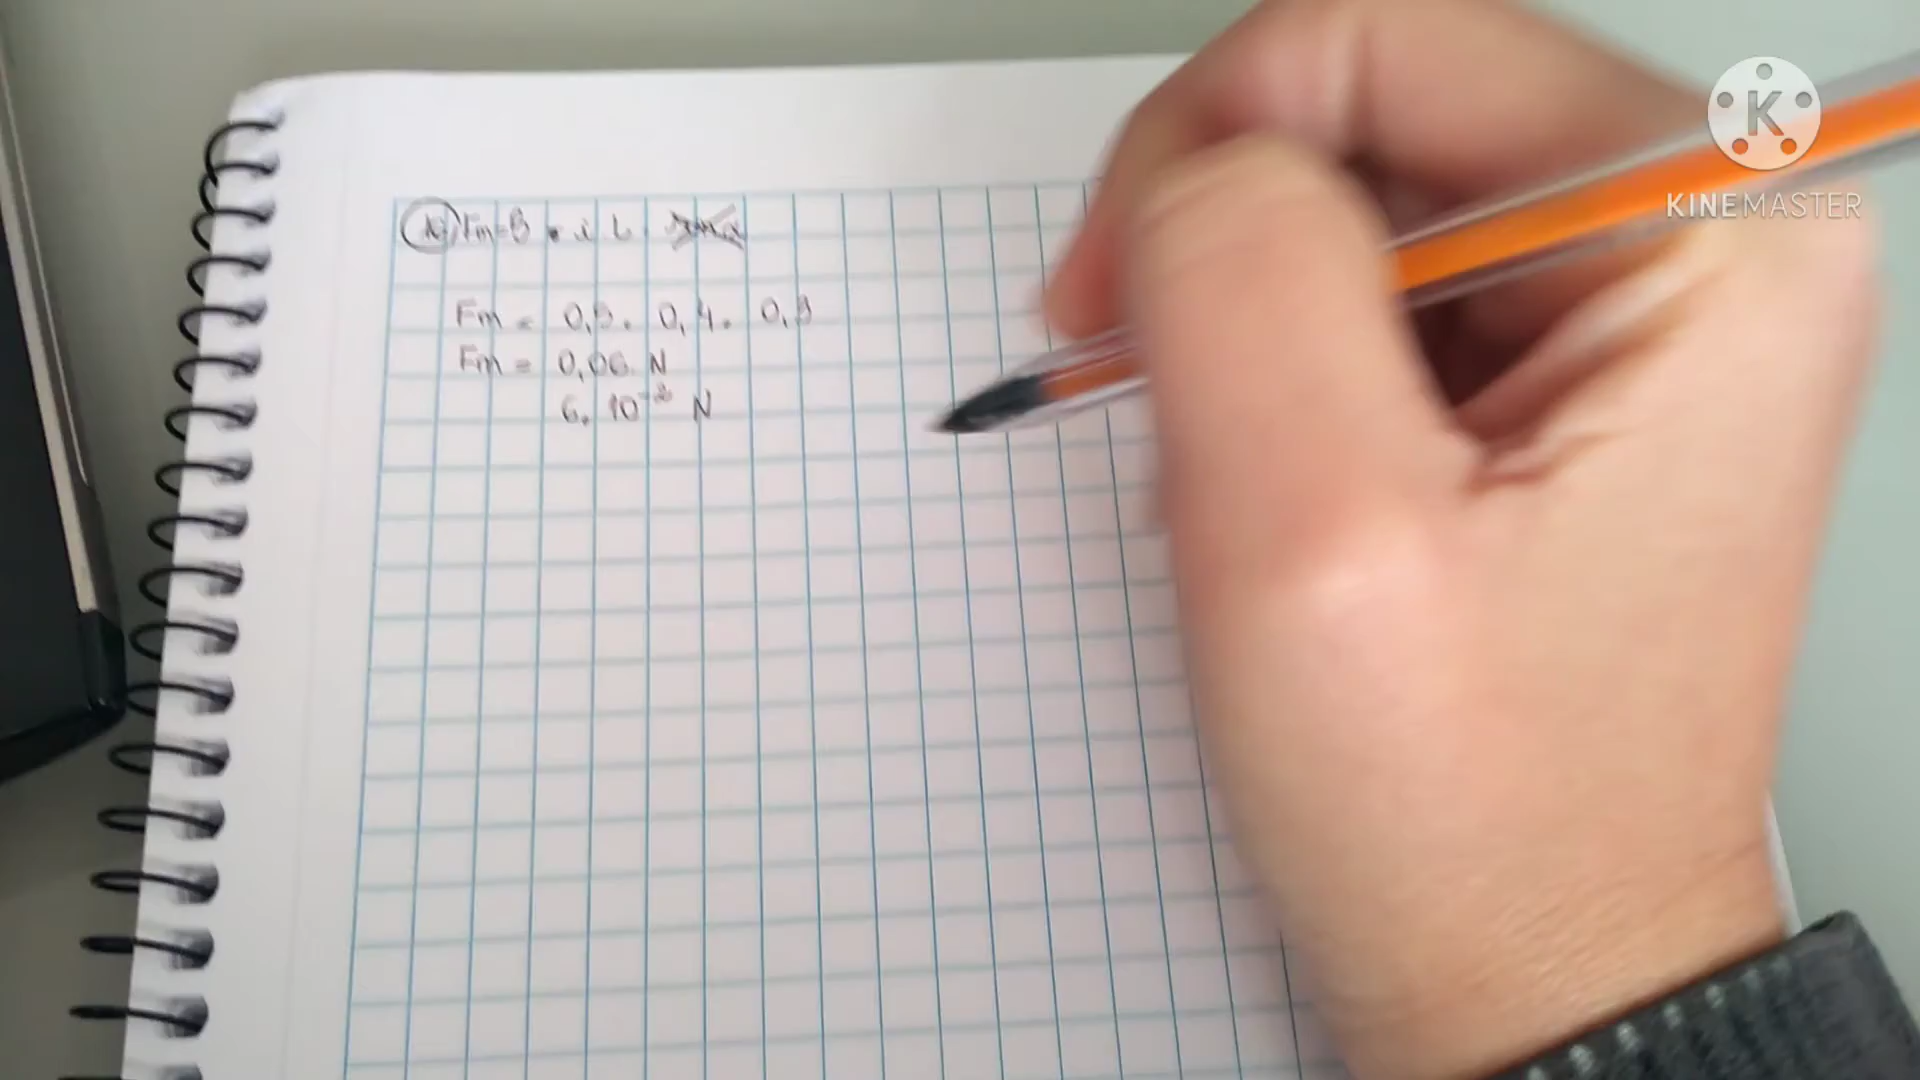 Fm = B . i L .
Fm = 0,5. 0,4. 0,3
Fm = 0,06 N
6. 10⁻² N
K
KINEMASTER